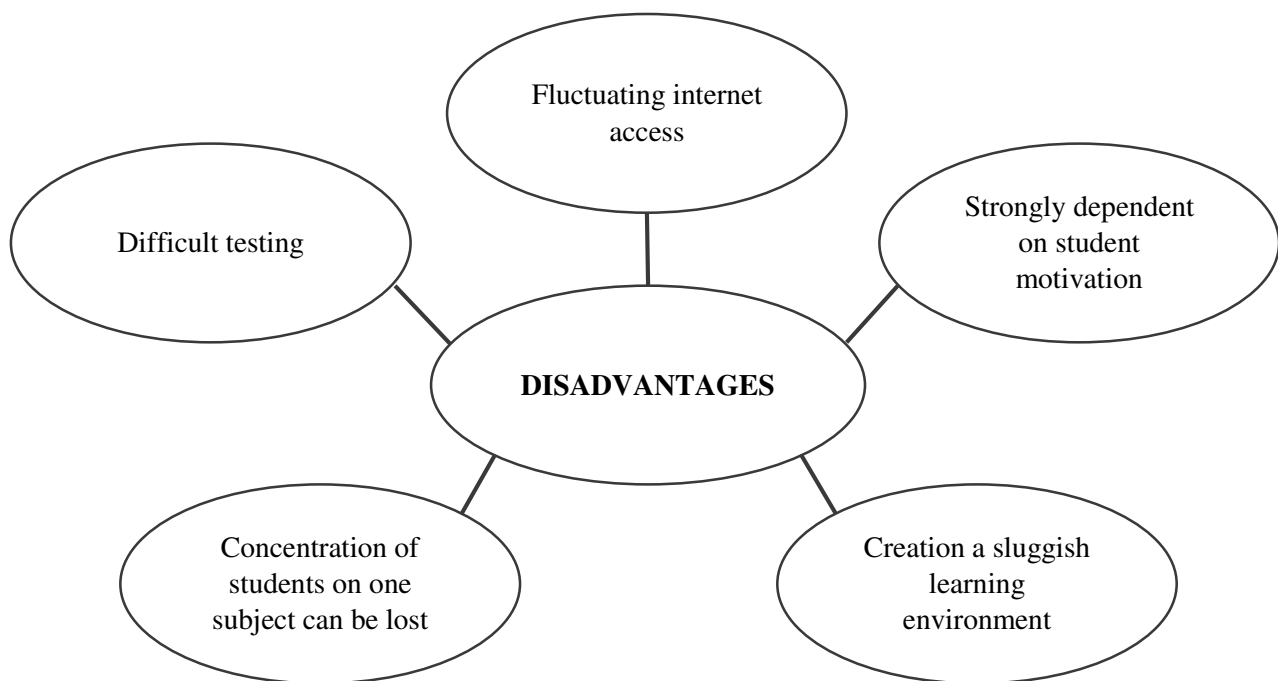 Fluctuating internet
access
Difficult testing
Strongly dependent
on student
motivation
DISADVANTAGES
Concentration of
students on one
subject can be lost
Creation a sluggish
learning
environment